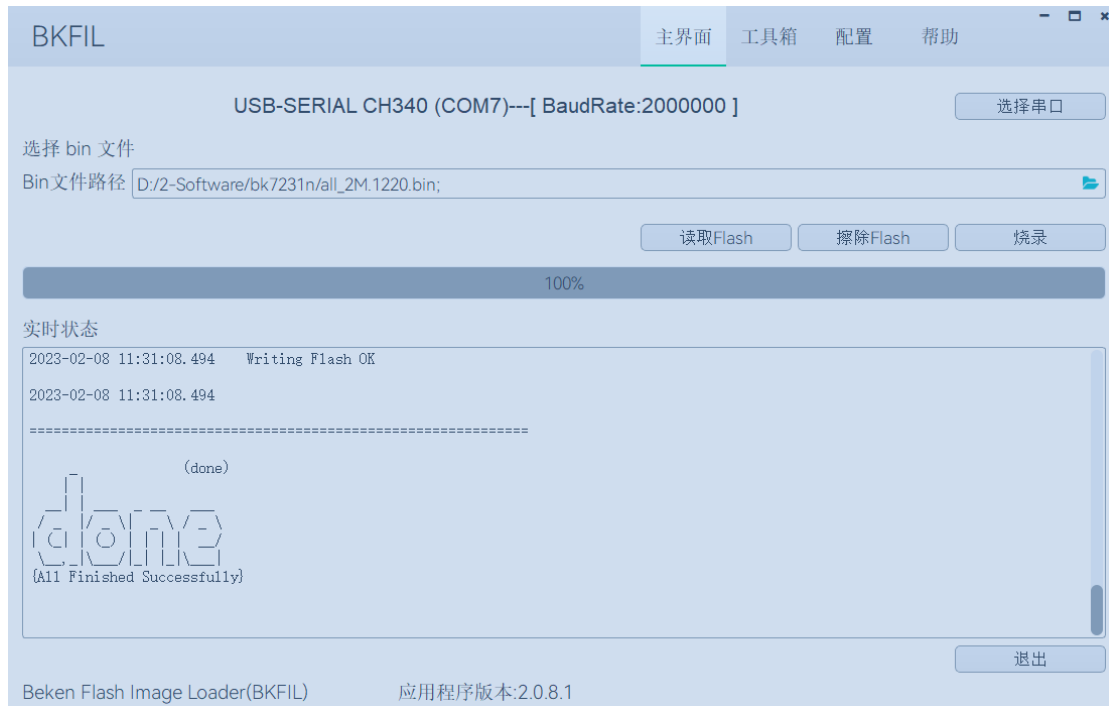 BKFIL 主界面 工具箱 配置 帮助
USB-SERIAL CH340 (COM7)---[ BaudRate:2000000 ] 选择串口
选择 bin 文件
Bin文件路径 D:/2-Software/bk7231n/all_2M.1220.bin;
读取Flash 擦除Flash 烧录
100%
实时状态
2023-02-08 11:31:08.494 Writing Flash OK
2023-02-08 11:31:08.494
==============================================================
(done)
done
{All Finished Successfully}
退出
Beken Flash Image Loader(BKFIL) 应用程序版本:2.0.8.1